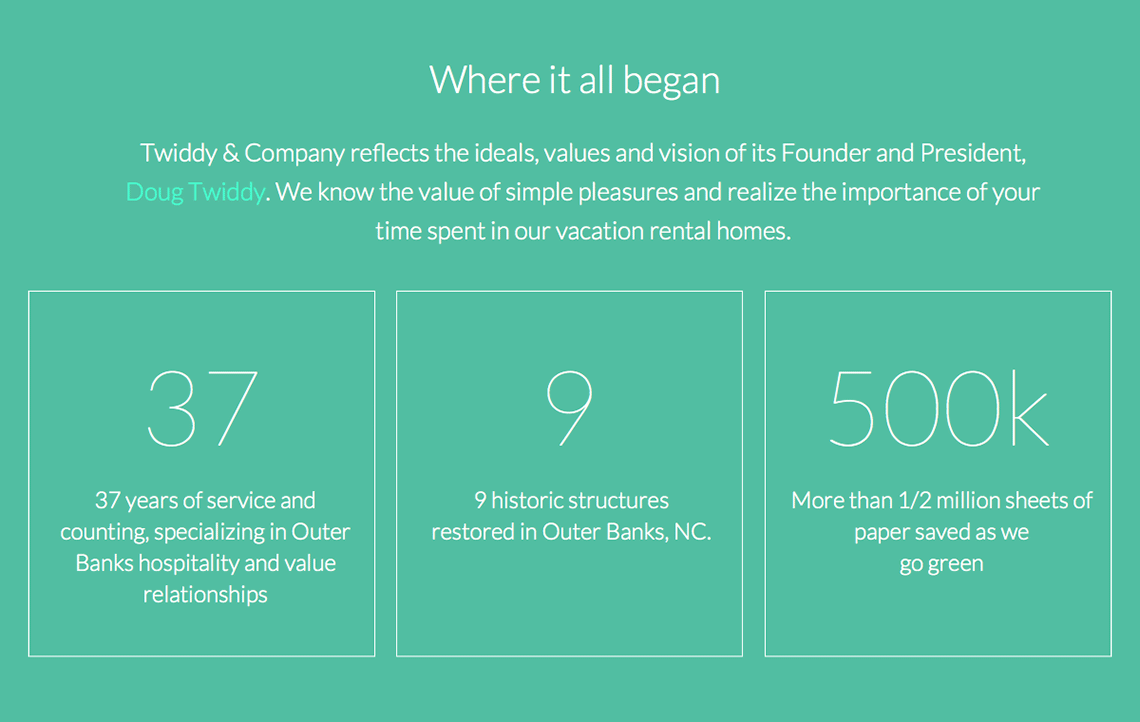 Where it all began
Twiddy & Company reflects the ideals, values and vision of its Founder and President,
Doug Twiddy. We know the value of simple pleasures and realize the importance of your
time spent in our vacation rental homes.
37
37 years of service and
counting, specializing in Outer
Banks hospitality and value
relationships
9
9 historic structures
restored in Outer Banks, NC.
500k
More than 1/2 million sheets of
paper saved as we
go green